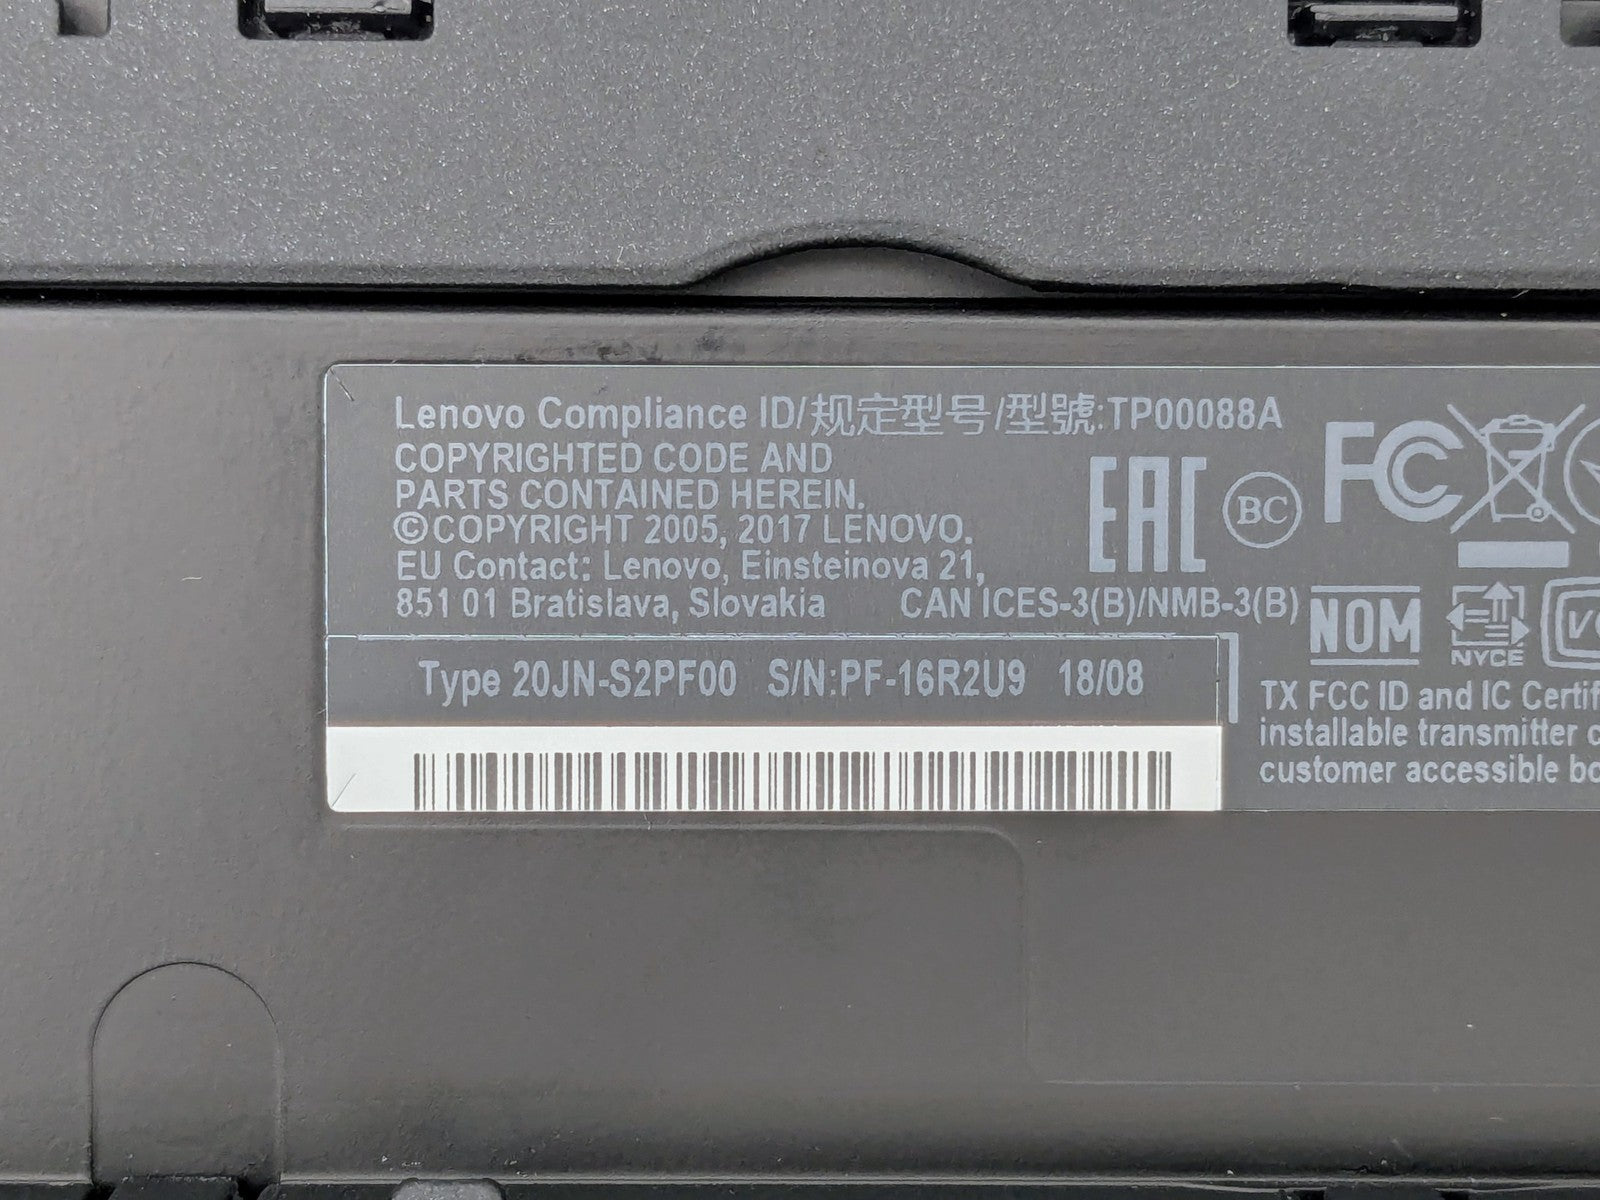 Lenovo Compliance ID/规定型号/型號:TP00088A
COPYRIGHTED CODE AND
PARTS CONTAINED HEREIN.
©COPYRIGHT 2005, 2017 LENOVO.
EU Contact: Lenovo, Einsteinova 21,
851 01 Bratislava, Slovakia
CAN ICES-3(B)/NMB-3(B)
EAC
BC
FC
NOM
NYCE
Type 20JN-S2PF00 S/N:PF-16R2U9 18/08
TX FCC ID and IC
installable transmitter
customer accessible